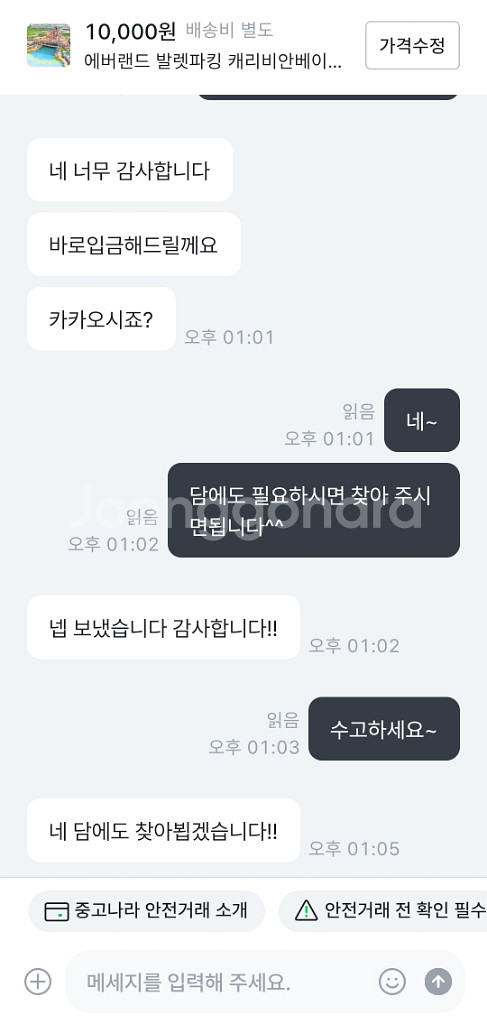 10,000원 배송비 별도
에버랜드 발렛파킹 캐리비안베이...
가격수정
네 너무 감사합니다
바로입금해드릴께요
카카오시죠?
오후 01:01
읽음
오후 01:01
네~
담에도 필요하시면 찾아 주시
면됩니다^^
읽음
오후 01:02
Joonggonara
넵 보냈습니다 감사합니다!!
오후 01:02
읽음
오후 01:03
수고하세요~
네 담에도 찾아뵙겠습니다!!
오후 01:05
중고나라 안전거래 소개
안전거래 전 확인 필수
메세지를 입력해 주세요.